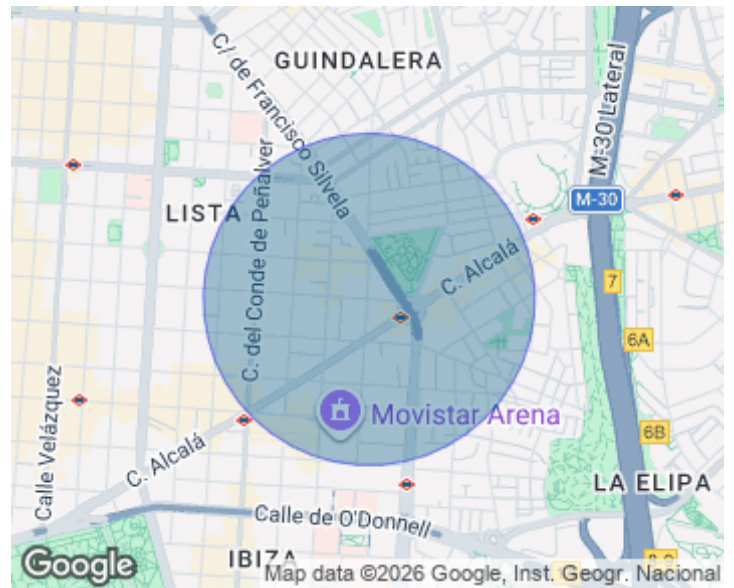 GUINDALERA
C/ de Francisco Silvela
M-30 Lateral
C. del Conde de Peñalver
LISTA
M-30
C. Alcalá
7
6A
Calle Velázquez
Movistar Arena
6B
C. Alcalá
LA ELIPA
Calle de O'Donnell
IBIZA
Google
Map data ©2026 Google, Inst. Geogr. Nacional